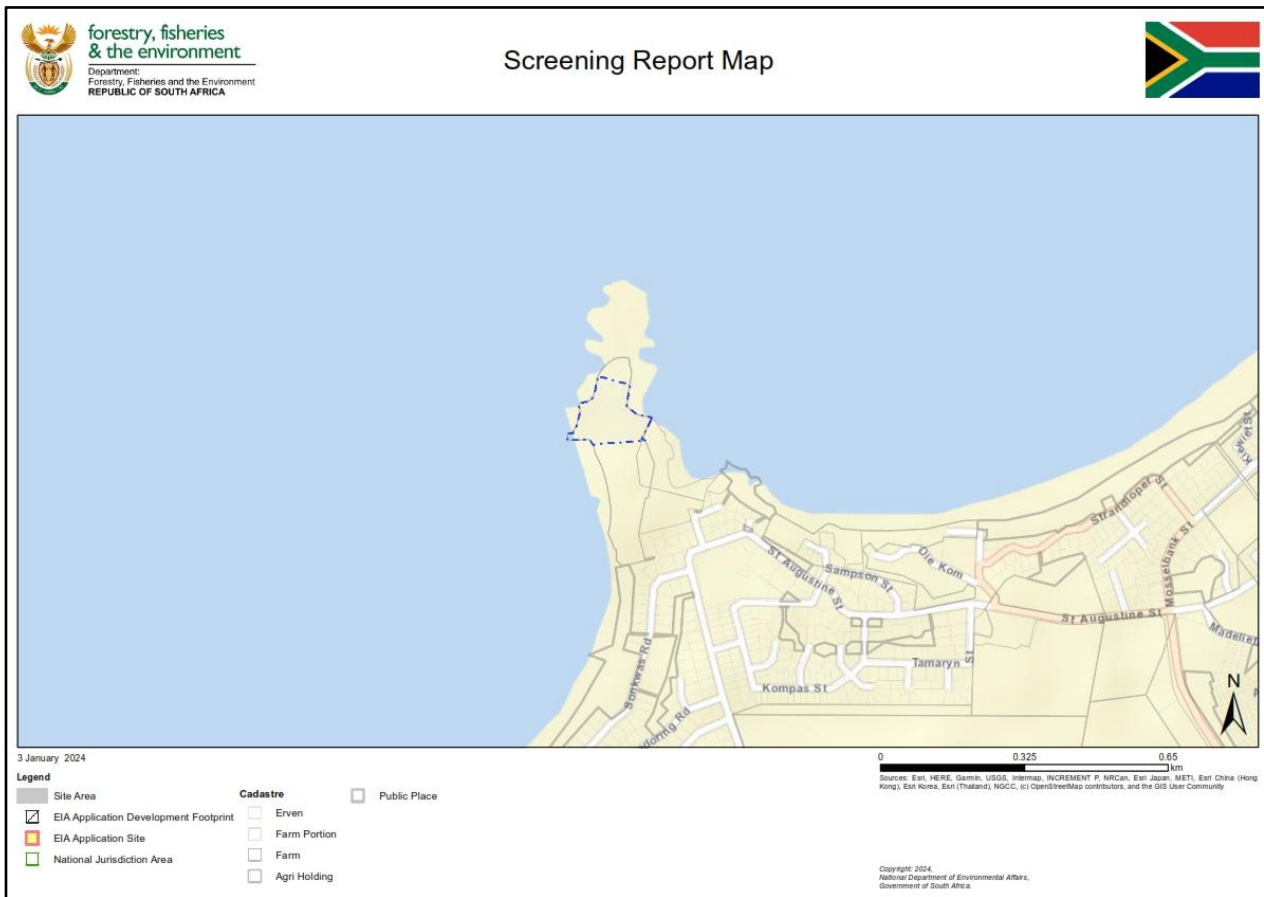 forestry, fisheries
& the environment
Department:
Forestry, Fisheries and the Environment
REPUBLIC OF SOUTH AFRICA
Screening Report Map
Kiewiet St
Strandloper St
Mosselbank St
Die Kom
St Augustine St
Sampson St
St Augustine St
Tamaryn St
Kompas St
Sonkwas Rd
N
3 January 2024
0 0.325 0.65
km
Sources: Esri, HERE, Garmin, USGS, Intermap, INCREMENT P, NRCan, Esri Japan, METI, Esri China (Hong
Kong), Esri Korea, Esri (Thailand), NGCC, (c) OpenStreetMap contributors, and the GIS User Community
Legend
Site Area
EIA Application Development Footprint
EIA Application Site
National Jurisdiction Area
Cadastre
Erven
Farm Portion
Farm
Agri Holding
Public Place
Copyright: 2024,
National Department of Environmental Affairs,
Government of South Africa.